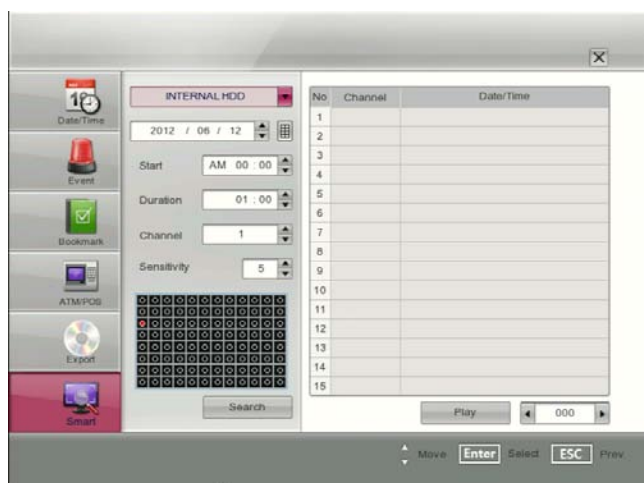 Date/Time
Event
Bookmark
ATM/POS
Export
Smart
INTERNAL HDD
2012 / 06 / 12
Start AM 00 : 00
Duration 01 : 00
Channel 1
Sensitivity 5
Search
No Channel Date/Time
1
2
3
4
5
6
7
8
9
10
11
12
13
14
15
Play 000
Move Enter Select ESC Prev.